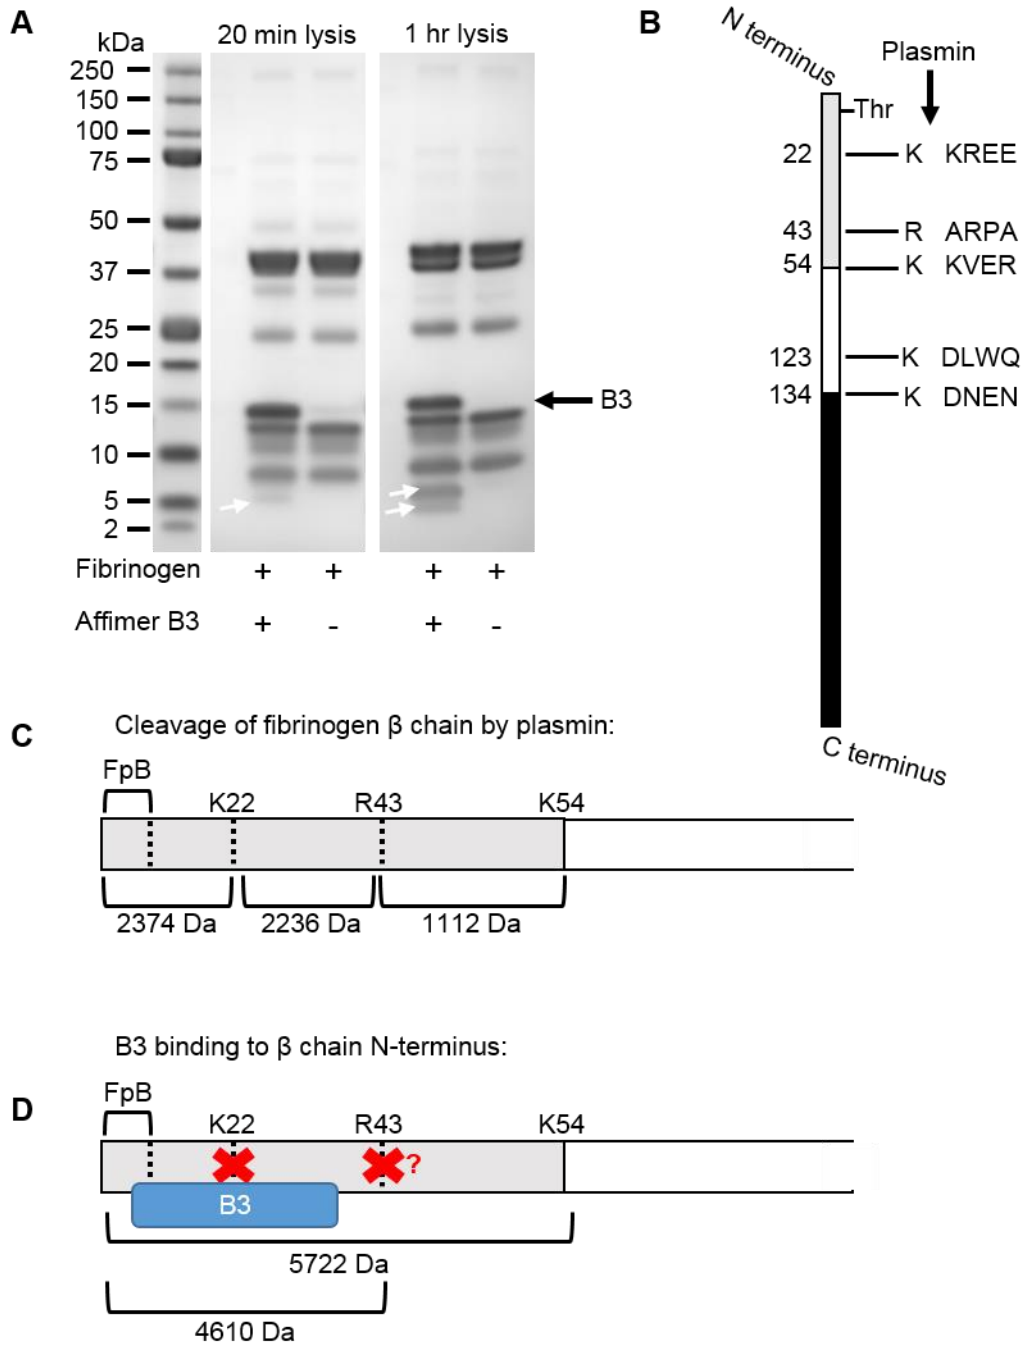 A
kDa
20 min lysis
1 hr lysis
250
150
100
75
50
37
25
20
15
10
5
2
B3
Fibrinogen + + + +
Affimer B3 + - + -
B
N terminus
Plasmin
Thr
22 K KREE
43 R ARPA
54 K KVER
123 K DLWQ
134 K DNEN
C terminus
C
Cleavage of fibrinogen β chain by plasmin:
FpB
K22 R43 K54
2374 Da 2236 Da 1112 Da
B3 binding to β chain N-terminus:
D
FpB
K22 R43 K54
?
B3
5722 Da
4610 Da